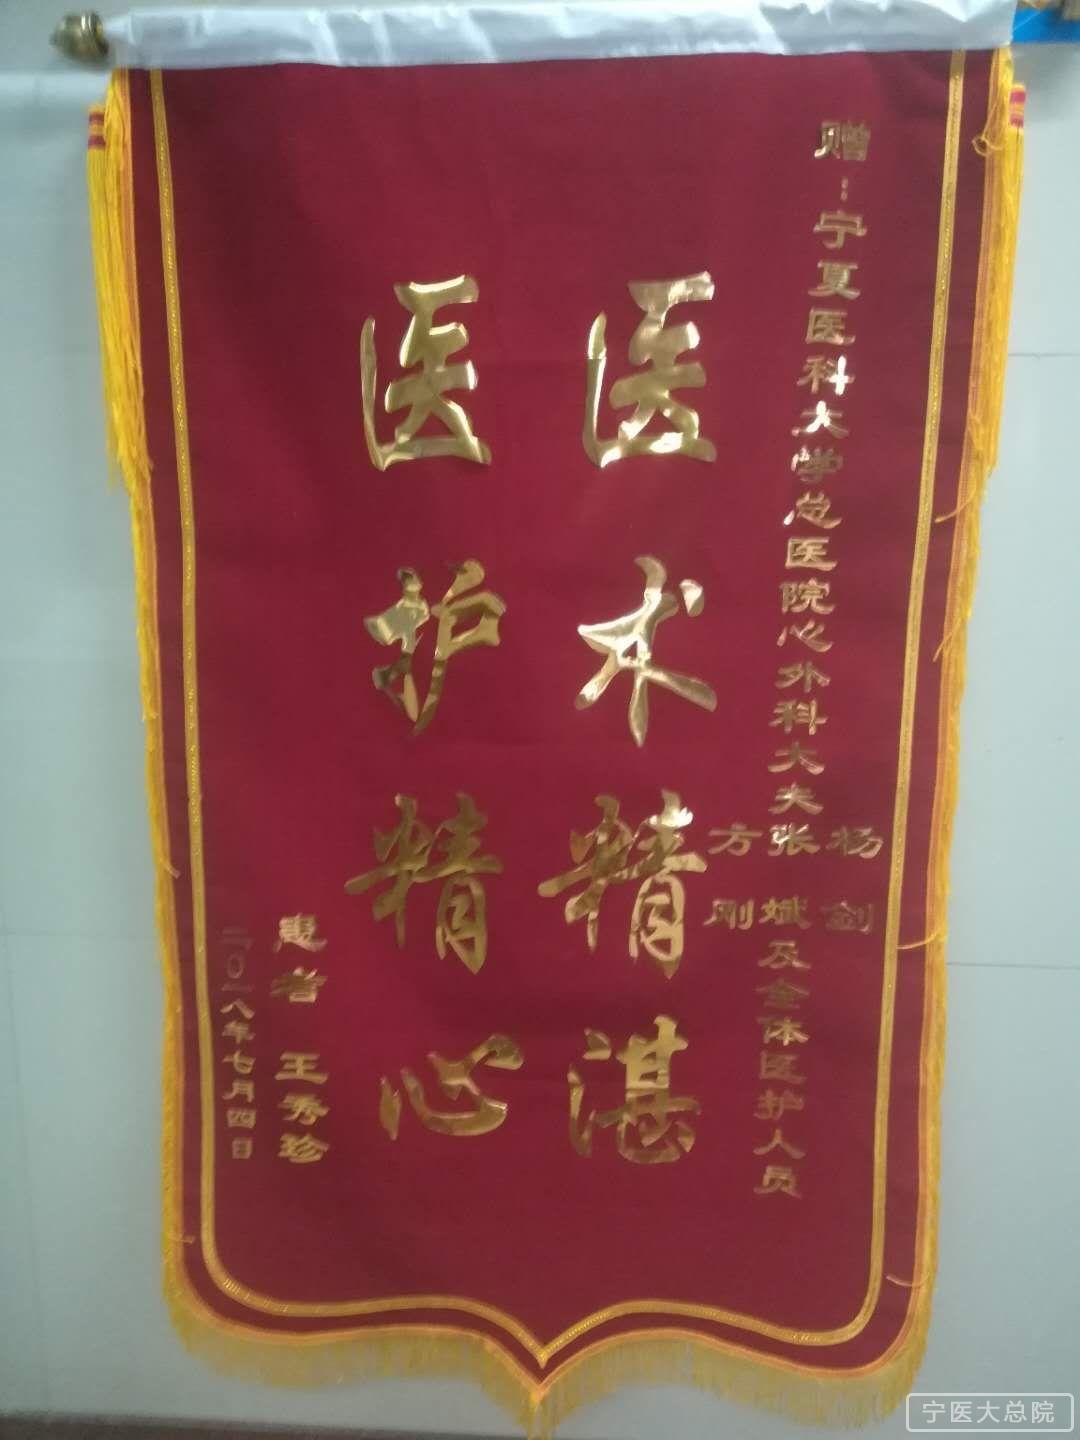 赠:宁夏医科大学总医院心外科大夫杨剑
张斌及全体医护人员
方刚
医术精湛
医护精心
患者 王秀珍
二〇一八年七月四日
宁医大总院